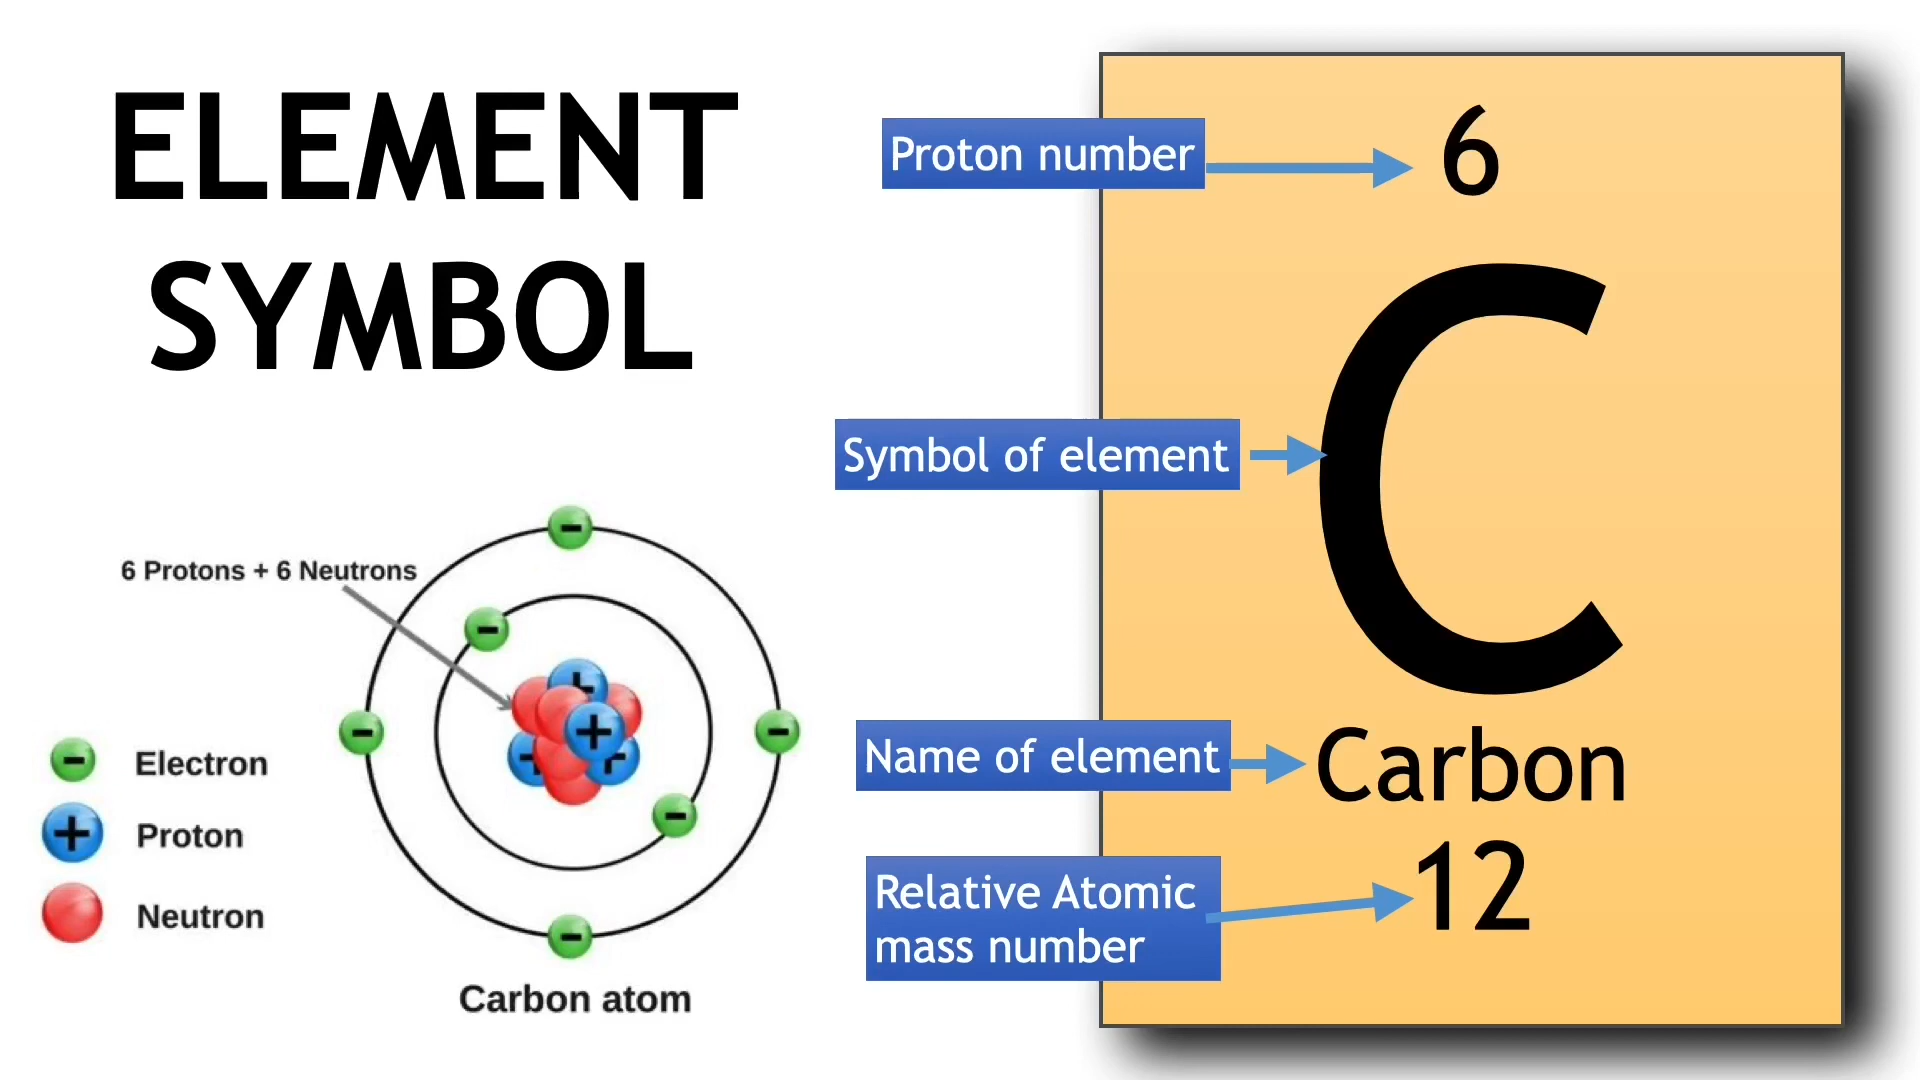 ELEMENT
SYMBOL
6 Protons + 6 Neutrons
Electron
Proton
Neutron
Carbon atom
Proton number
6
Symbol of element
C
Name of element
Carbon
Relative Atomic
mass number
12